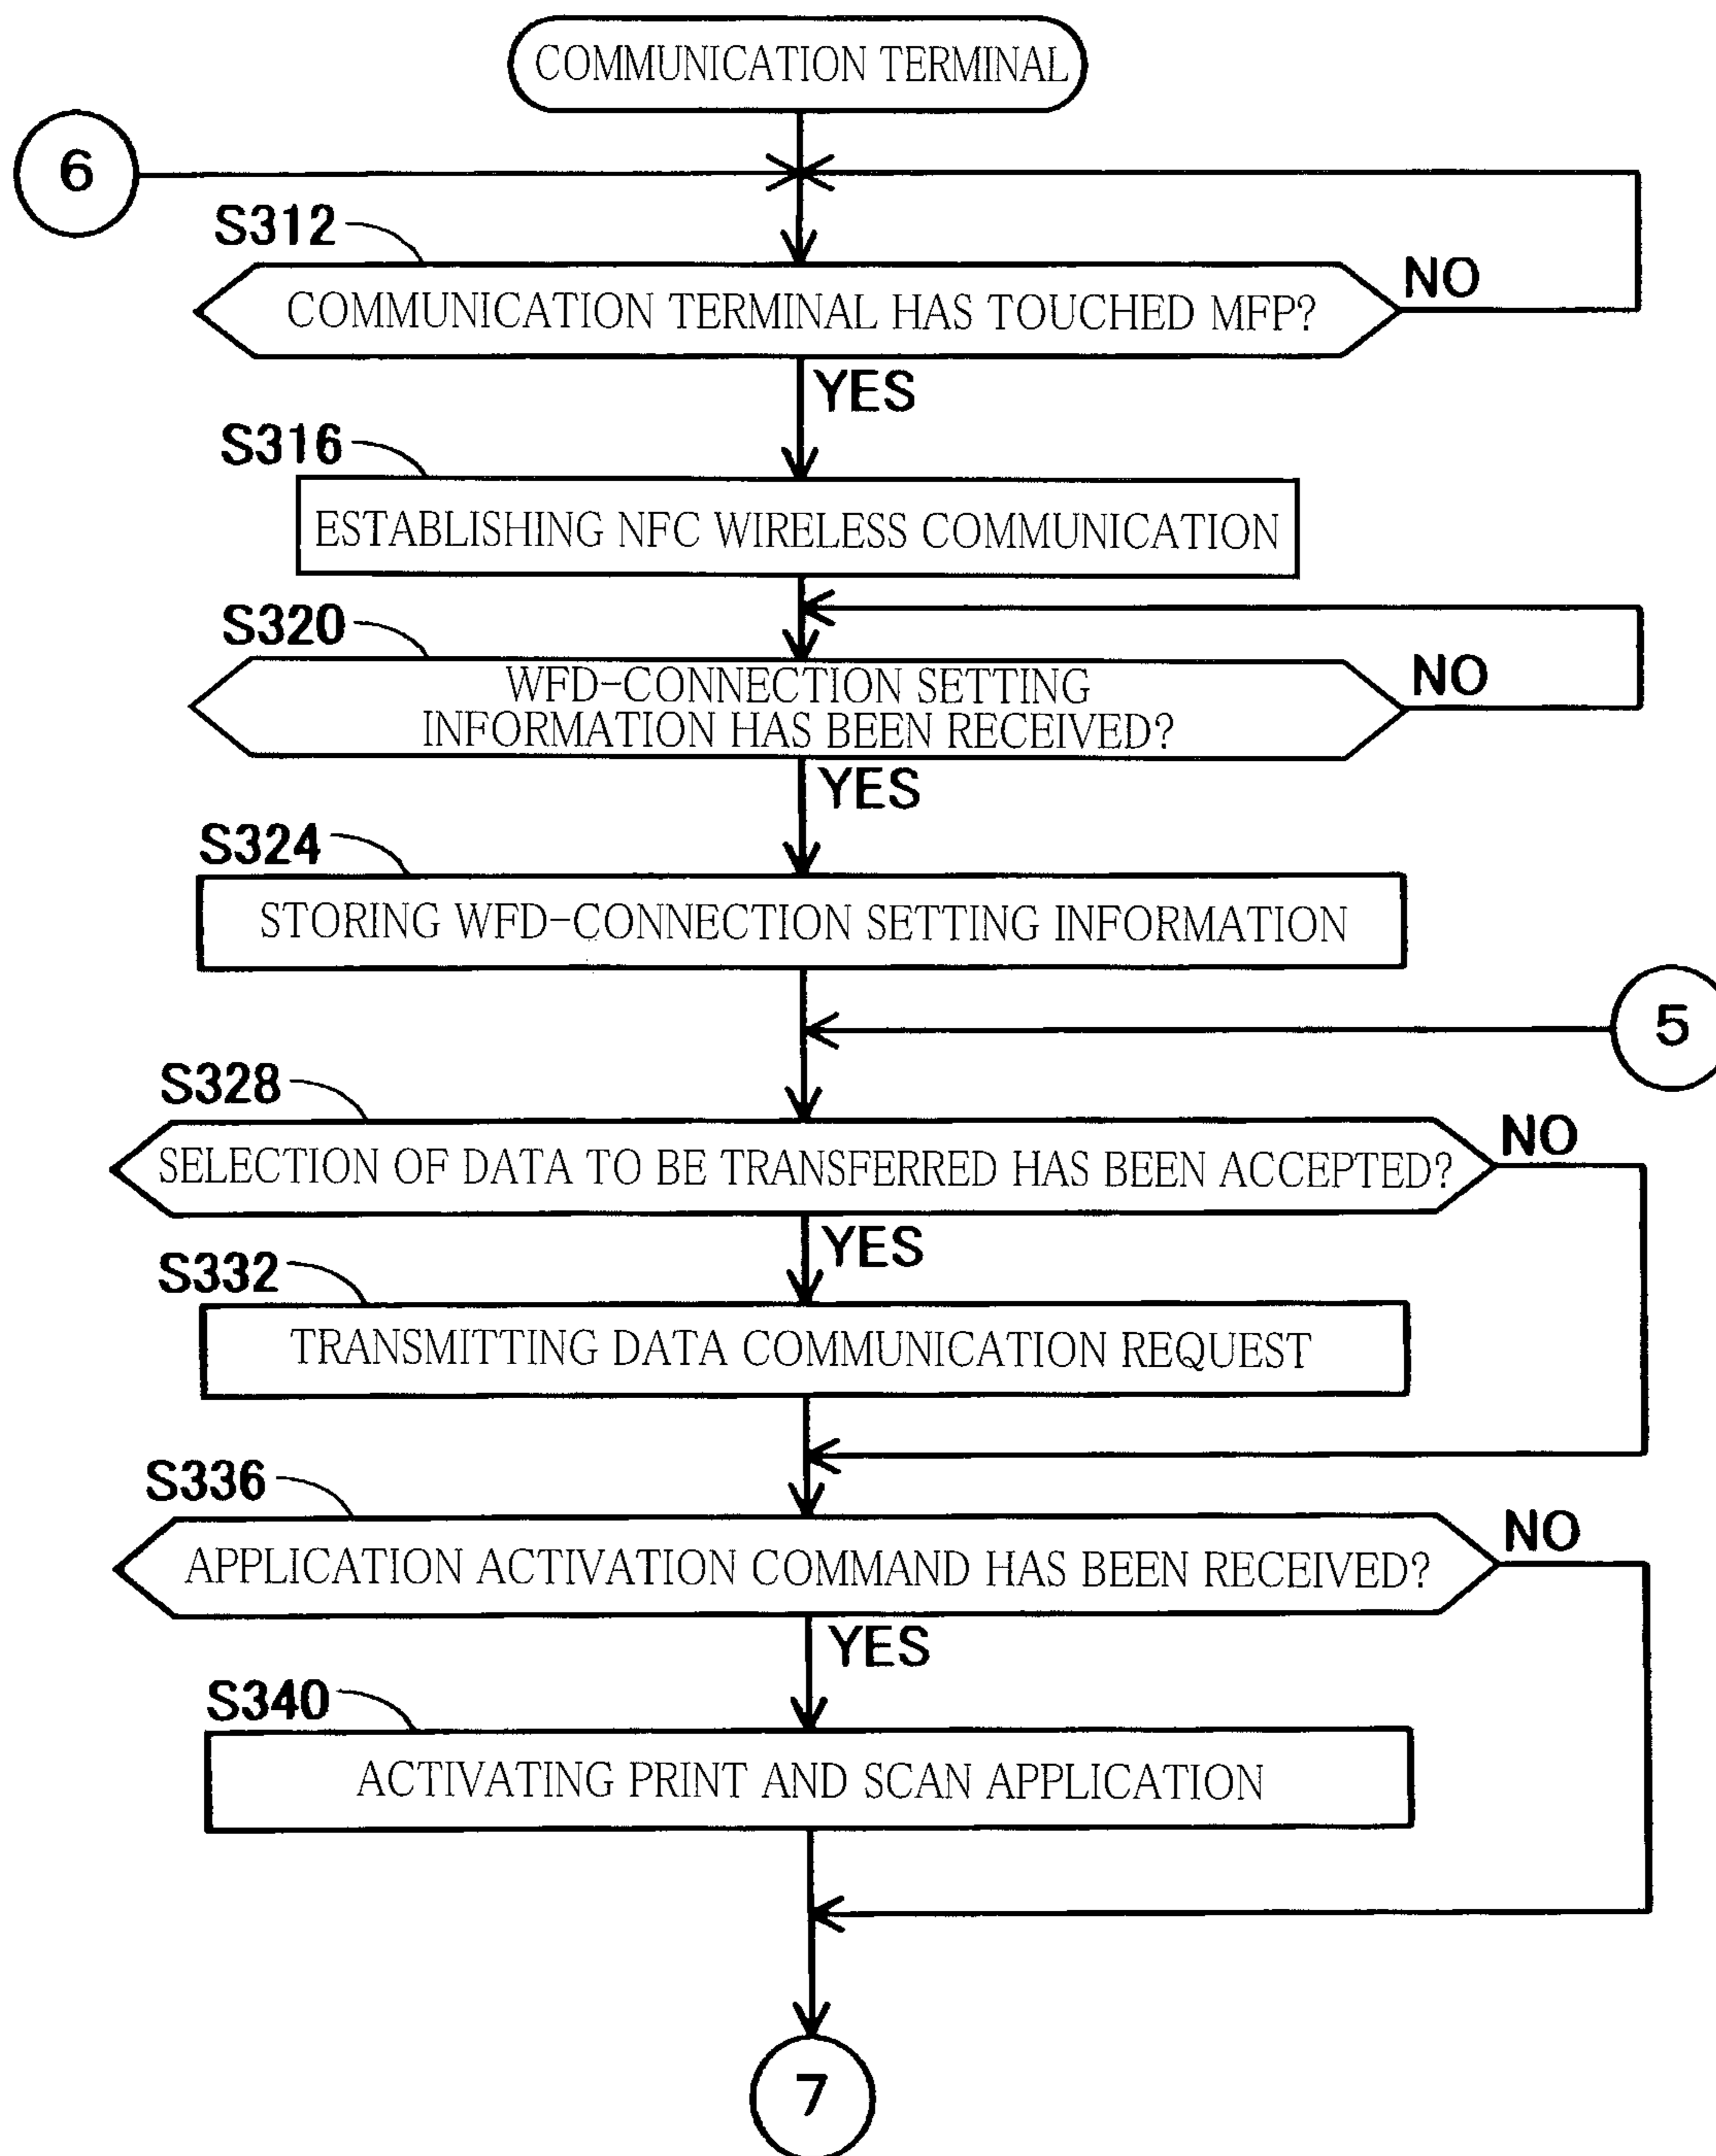 COMMUNICATION TERMINAL
6
S312
COMMUNICATION TERMINAL HAS TOUCHED MFP?
NO
YES
S316
ESTABLISHING NFC WIRELESS COMMUNICATION
S320
WFD-CONNECTION SETTING
INFORMATION HAS BEEN RECEIVED?
NO
YES
S324
STORING WFD-CONNECTION SETTING INFORMATION
5
S328
SELECTION OF DATA TO BE TRANSFERRED HAS BEEN ACCEPTED?
NO
YES
S332
TRANSMITTING DATA COMMUNICATION REQUEST
S336
APPLICATION ACTIVATION COMMAND HAS BEEN RECEIVED?
NO
YES
S340
ACTIVATING PRINT AND SCAN APPLICATION
7